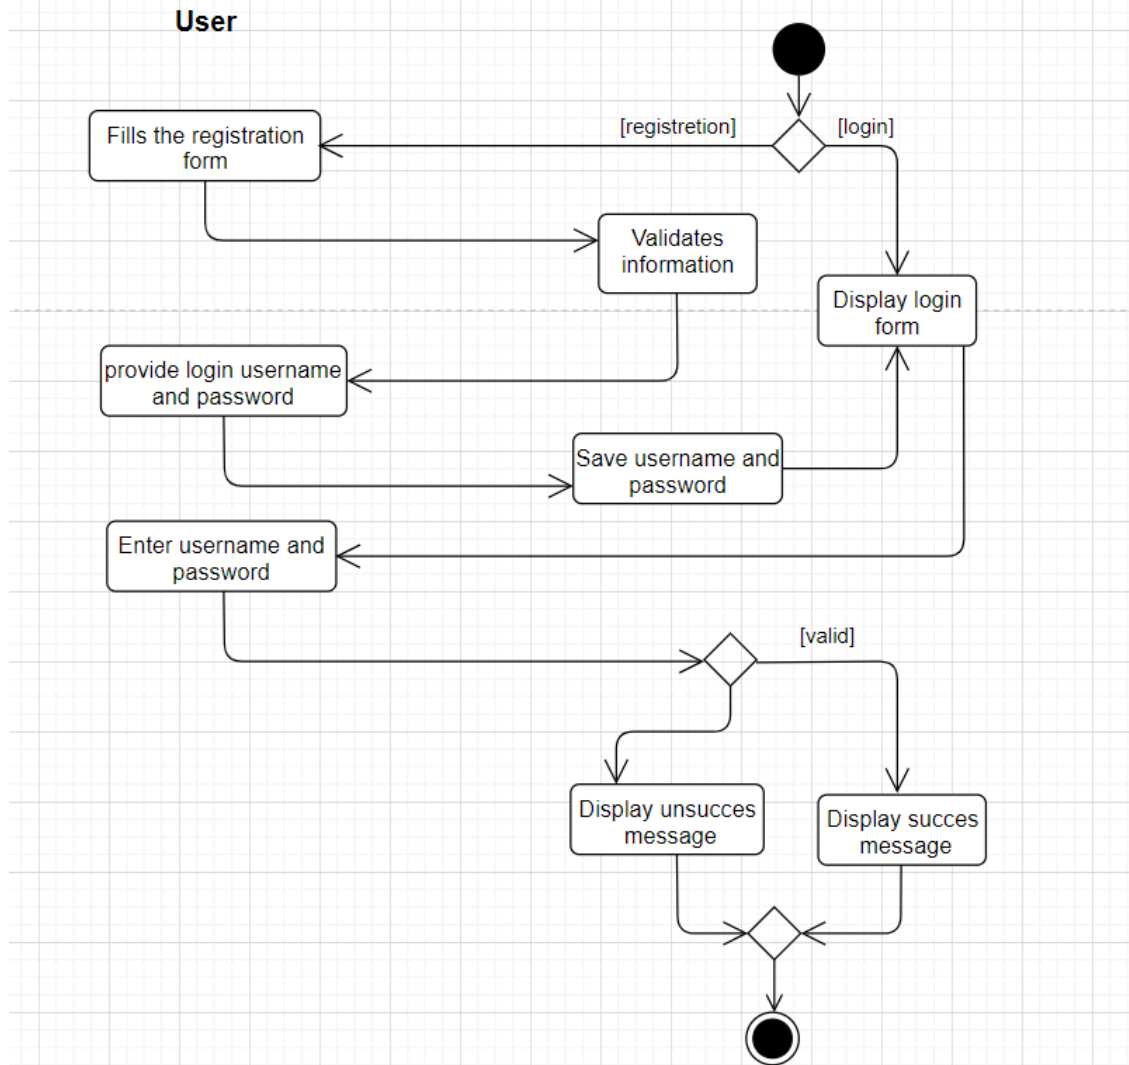 User
[registretion]
[login]
Fills the registration
form
Validates
information
Display login
form
provide login username
and password
Save username and
password
Enter username and
password
[valid]
Display unsucces
message
Display succes
message